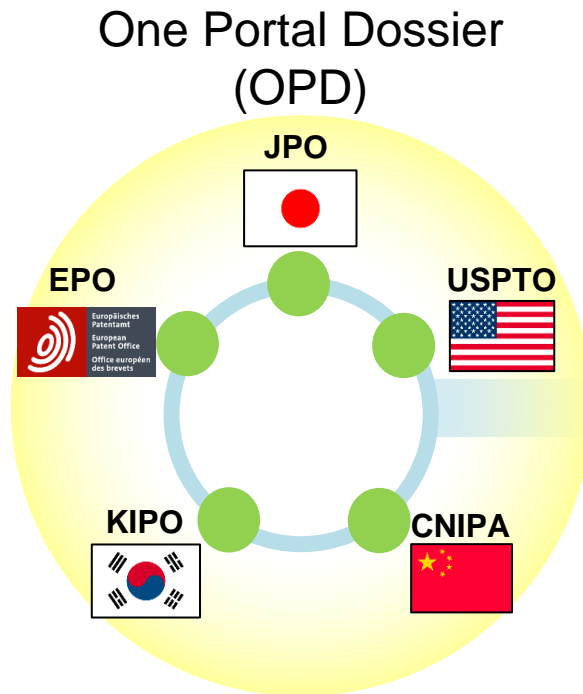 One Portal Dossier
(OPD)
JPO
EPO
USPTO
Europäisches
Patentamt
European
Patent Office
Office européen
des brevets
KIPO
CNIPA